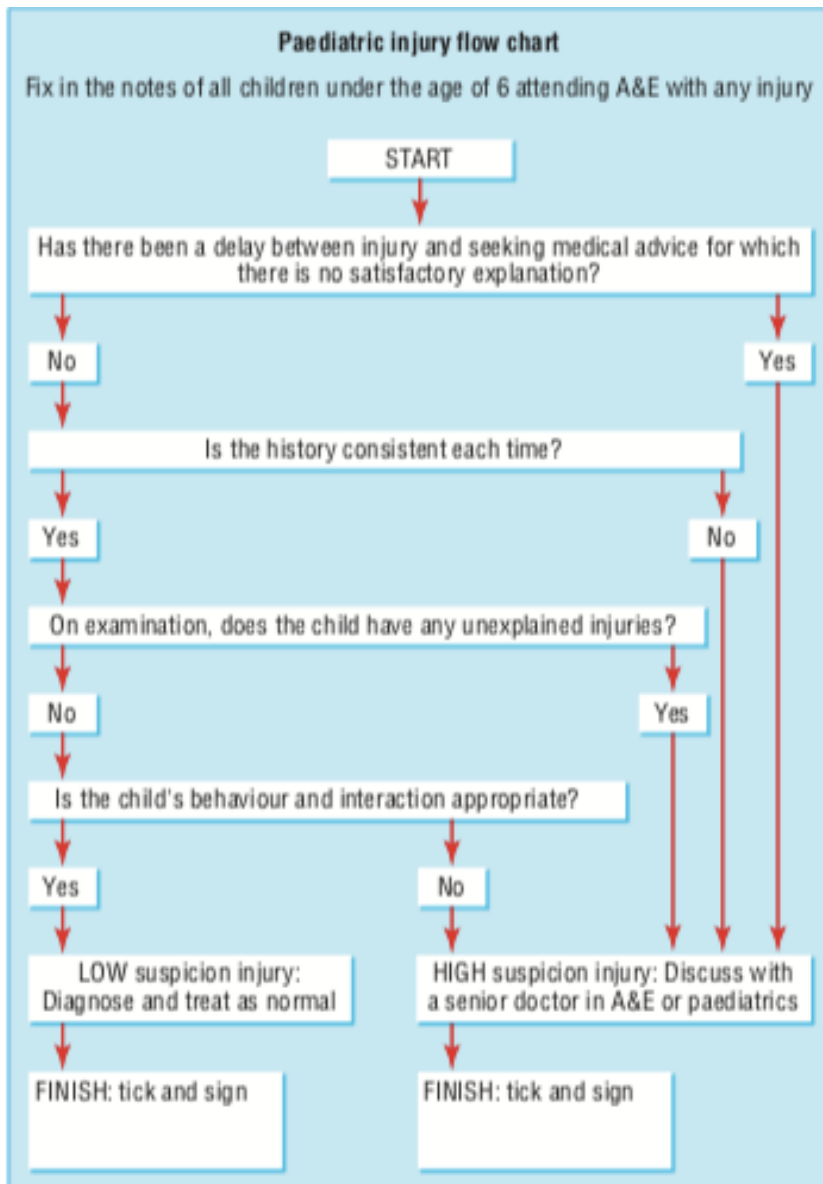 Paediatric injury flow chart
Fix in the notes of all children under the age of 6 attending A&E with any injury
START
Has there been a delay between injury and seeking medical advice for which
there is no satisfactory explanation?
No
Yes
Is the history consistent each time?
Yes
No
On examination, does the child have any unexplained injuries?
No
Yes
Is the child's behaviour and interaction appropriate?
Yes
No
LOW suspicion injury:
Diagnose and treat as normal
HIGH suspicion injury: Discuss with
a senior doctor in A&E or paediatrics
FINISH: tick and sign
FINISH: tick and sign